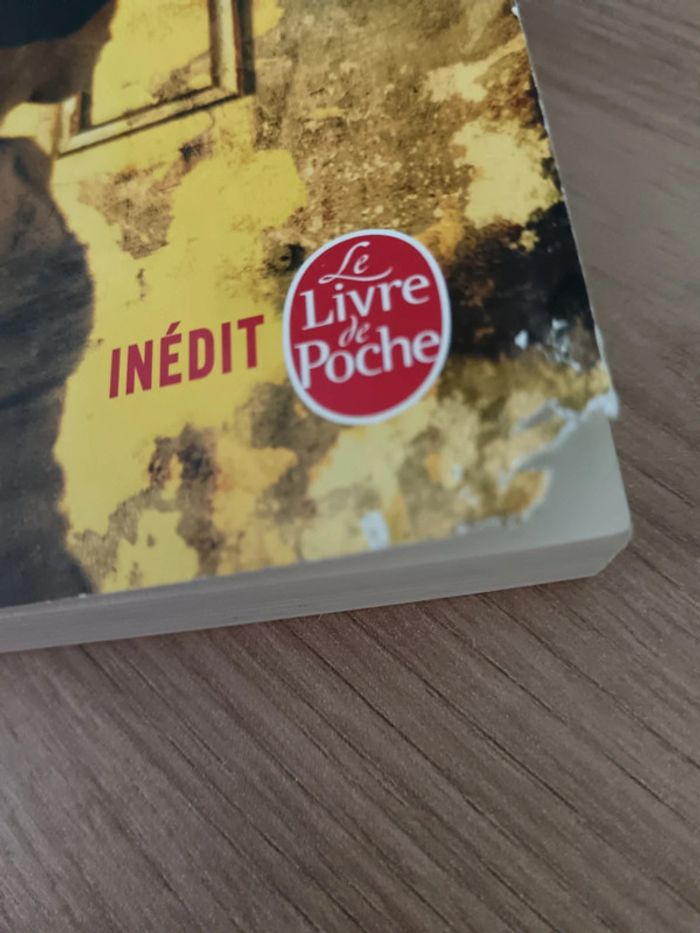 INÉDIT
Le
Livre
de
Poche